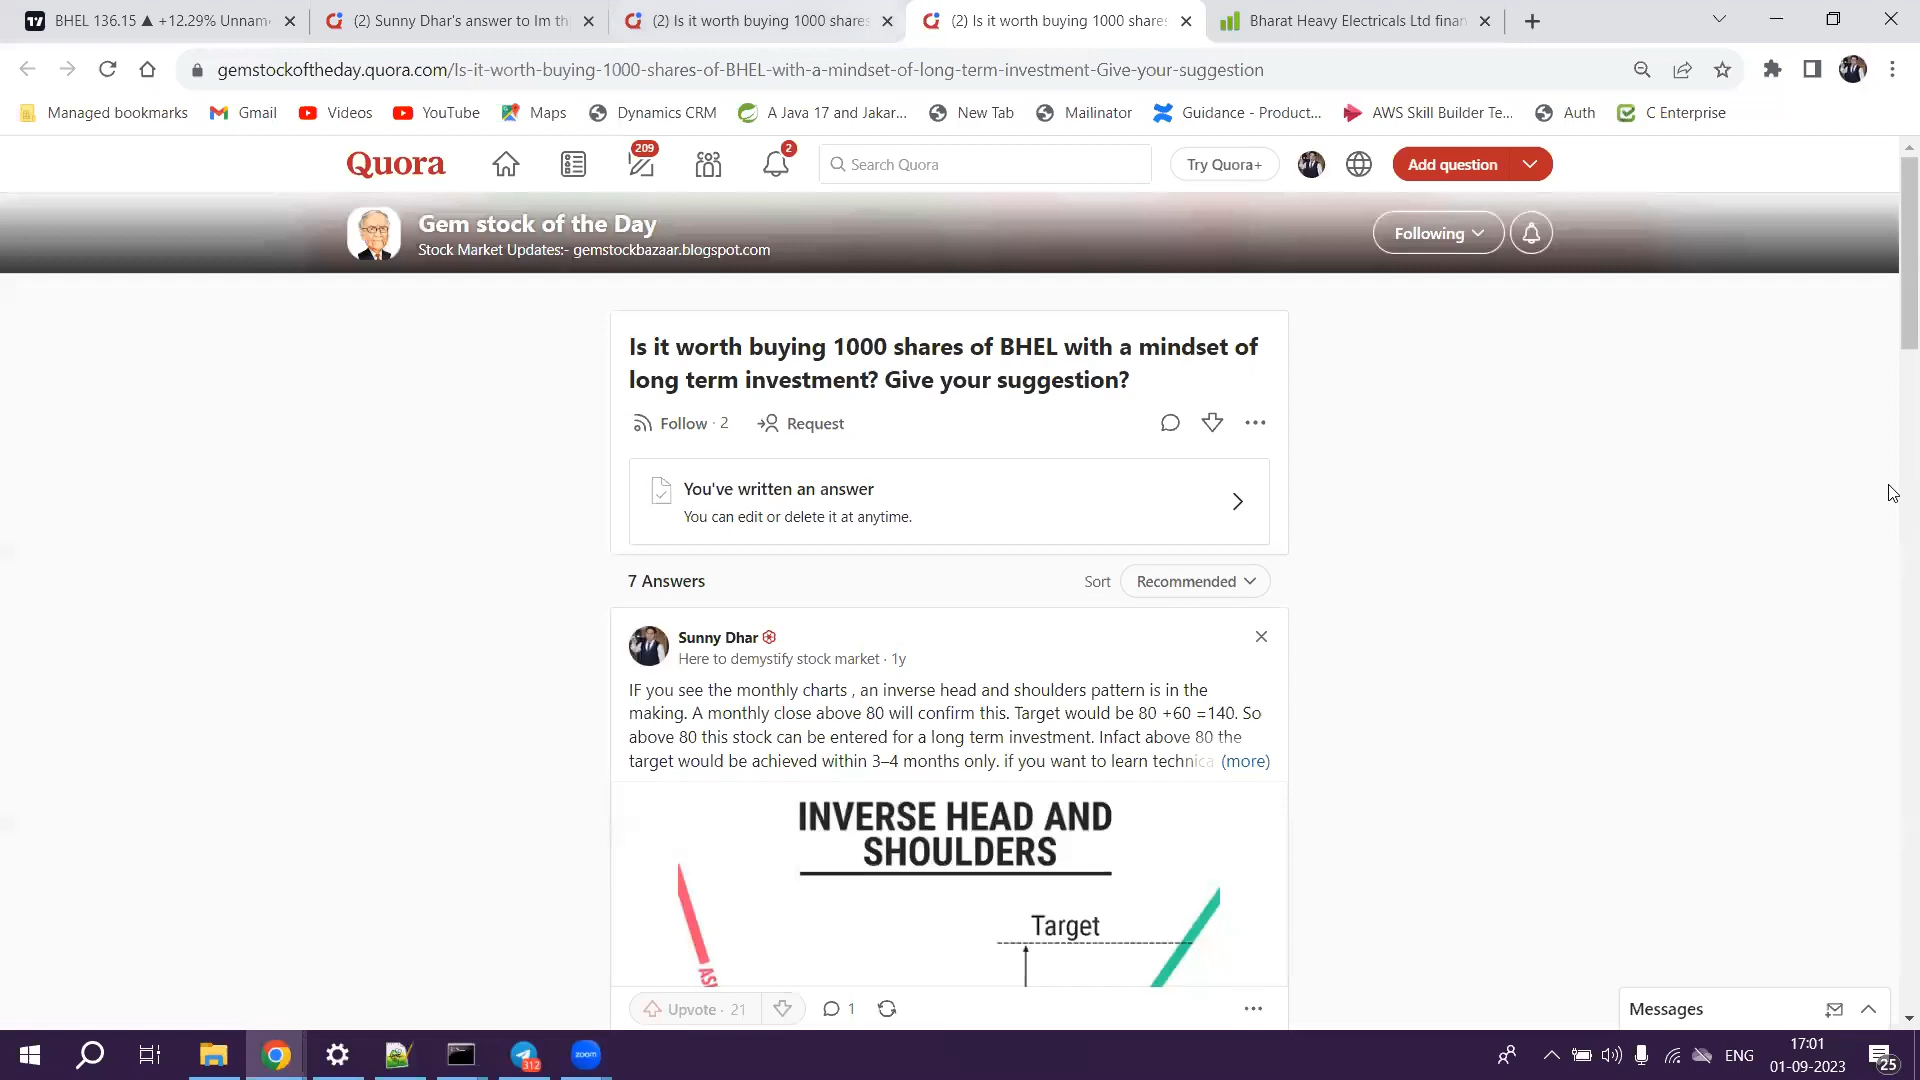 BHEL 136.15 ▲ +12.29% Unnam
(2) Sunny Dhar's answer to Im th
(2) Is it worth buying 1000 shares
(2) Is it worth buying 1000 shares
Bharat Heavy Electricals Ltd finan
gemstockoftheday.quora.com/Is-it-worth-buying-1000-shares-of-BHEL-with-a-mindset-of-long-term-investment-Give-your-suggestion
Managed bookmarks Gmail Videos YouTube Maps Dynamics CRM A Java 17 and Jakar... New Tab Mailinator Guidance - Product... AWS Skill Builder Te... Auth C Enterprise
Quora 209 2 Search Quora Try Quora+ Add question
Gem stock of the Day
Stock Market Updates:- gemstockbazaar.blogspot.com
Following
Is it worth buying 1000 shares of BHEL with a mindset of
long term investment? Give your suggestion?
Follow · 2 Request
You've written an answer
You can edit or delete it at anytime.
7 Answers Sort Recommended
Sunny Dhar
Here to demystify stock market · 1y
IF you see the monthly charts , an inverse head and shoulders pattern is in the
making. A monthly close above 80 will confirm this. Target would be 80 +60 =140. So
above 80 this stock can be entered for a long term investment. Infact above 80 the
target would be achieved within 3–4 months only. if you want to learn technica (more)
INVERSE HEAD AND
SHOULDERS
Target
Upvote · 21 1
Messages
zoom
312
ENG
17:01
01-09-2023
25